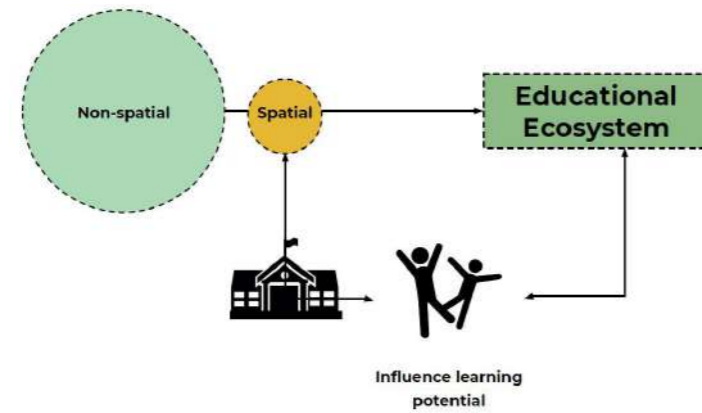 Non-spatial
Spatial
Educational
Ecosystem
Influence learning
potential